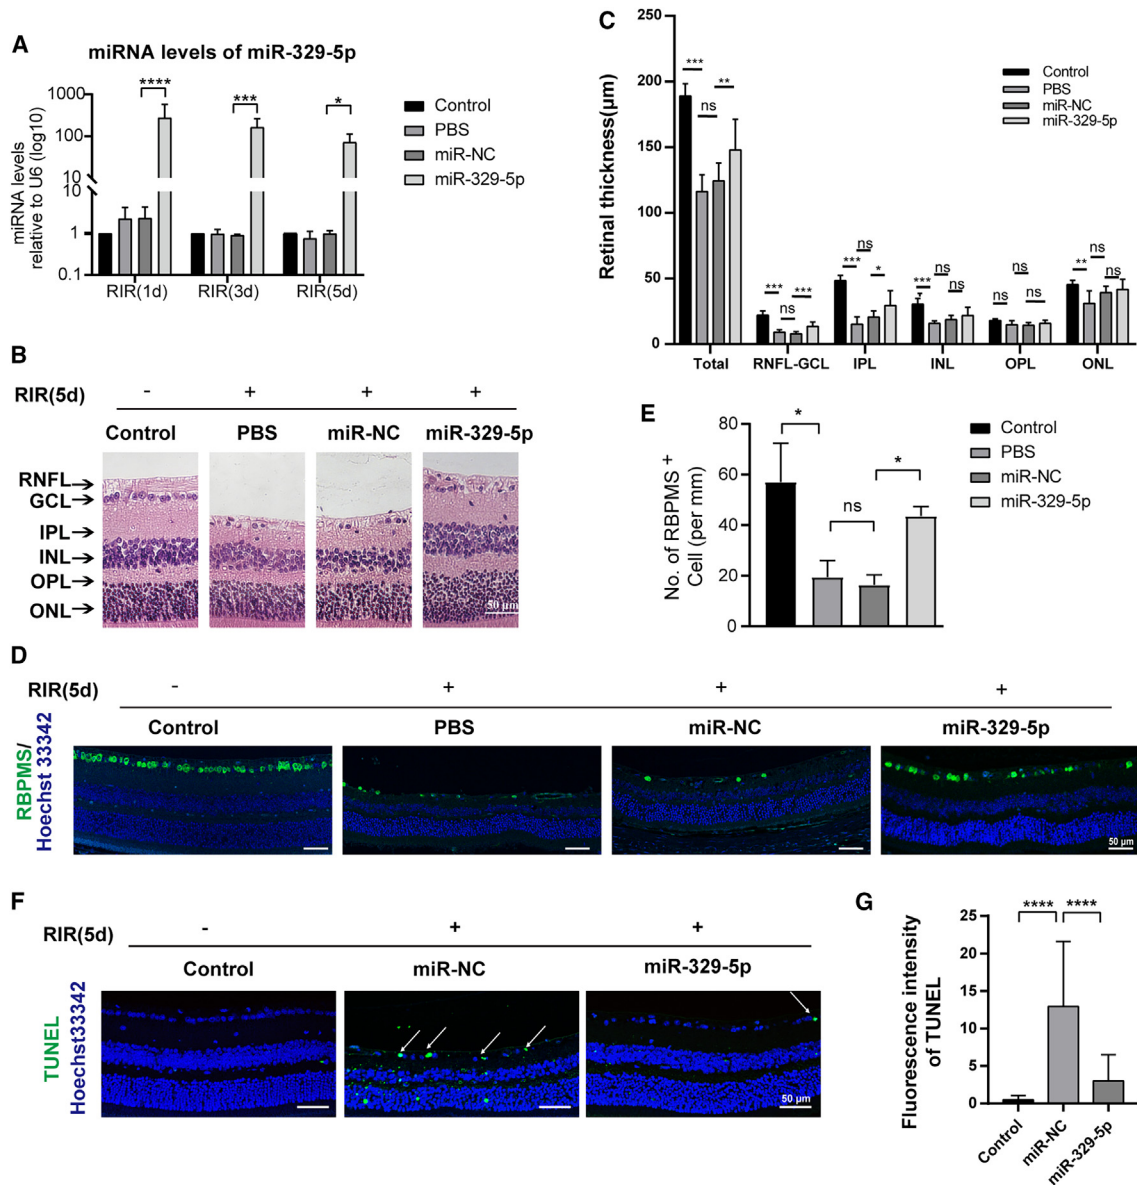 A
miRNA levels of miR-329-5p
miRNA levels
relative to U6 (log10)
1000
100
10
10
1
0.1
****
***
*
RIR(1d)
RIR(3d)
RIR(5d)
Control
PBS
miR-NC
miR-329-5p
B
RIR(5d) - + + +
Control PBS miR-NC miR-329-5p
RNFL
GCL
IPL
INL
OPL
ONL
50 µm
C
Retinal thickness(µm)
250
200
150
100
50
0
*** ns **
*** ns ***
*** ns *
*** ns ns
ns ns ns
** ns ns
Total RNFL-GCL IPL INL OPL ONL
Control
PBS
miR-NC
miR-329-5p
E
No. of RBPMS +
Cell (per mm)
80
60
40
20
0
* ns *
Control
PBS
miR-NC
miR-329-5p
D
RIR(5d) - + + +
Control PBS miR-NC miR-329-5p
RBPMS/
Hoechst 33342
50 µm
F
RIR(5d) - + +
Control miR-NC miR-329-5p
TUNEL
Hoechst33342
50 µm
G
Fluorescence intensity
of TUNEL
25
20
15
10
5
0
**** ****
Control
miR-NC
miR-329-5p